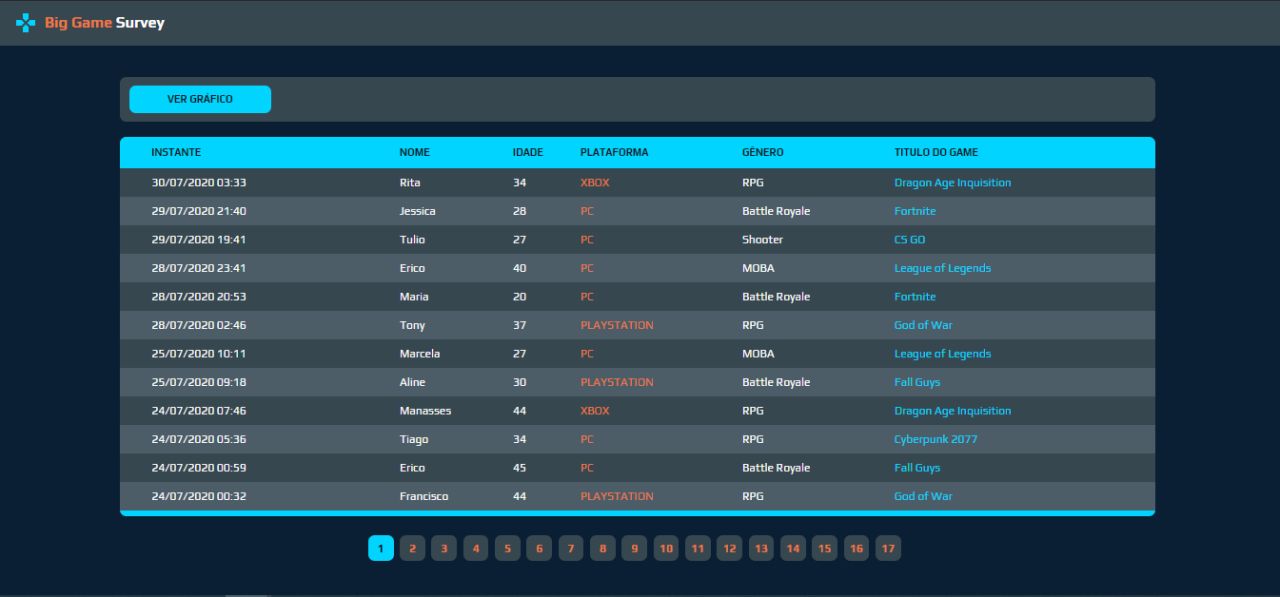 Big Game Survey
VER GRÁFICO
INSTANTE NOME IDADE PLATAFORMA GÊNERO TITULO DO GAME
30/07/2020 03:33 Rita 34 XBOX RPG Dragon Age Inquisition
29/07/2020 21:40 Jessica 28 PC Battle Royale Fortnite
29/07/2020 19:41 Tulio 27 PC Shooter CS GO
28/07/2020 23:41 Erico 40 PC MOBA League of Legends
28/07/2020 20:53 Maria 20 PC Battle Royale Fortnite
28/07/2020 02:46 Tony 37 PLAYSTATION RPG God of War
25/07/2020 10:11 Marcela 27 PC MOBA League of Legends
25/07/2020 09:18 Aline 30 PLAYSTATION Battle Royale Fall Guys
24/07/2020 07:46 Manasses 44 XBOX RPG Dragon Age Inquisition
24/07/2020 05:36 Tiago 34 PC RPG Cyberpunk 2077
24/07/2020 00:59 Erico 45 PC Battle Royale Fall Guys
24/07/2020 00:32 Francisco 44 PLAYSTATION RPG God of War
1 2 3 4 5 6 7 8 9 10 11 12 13 14 15 16 17